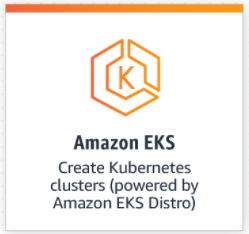 K
Amazon EKS
Create Kubernetes
clusters (powered by
Amazon EKS Distro)